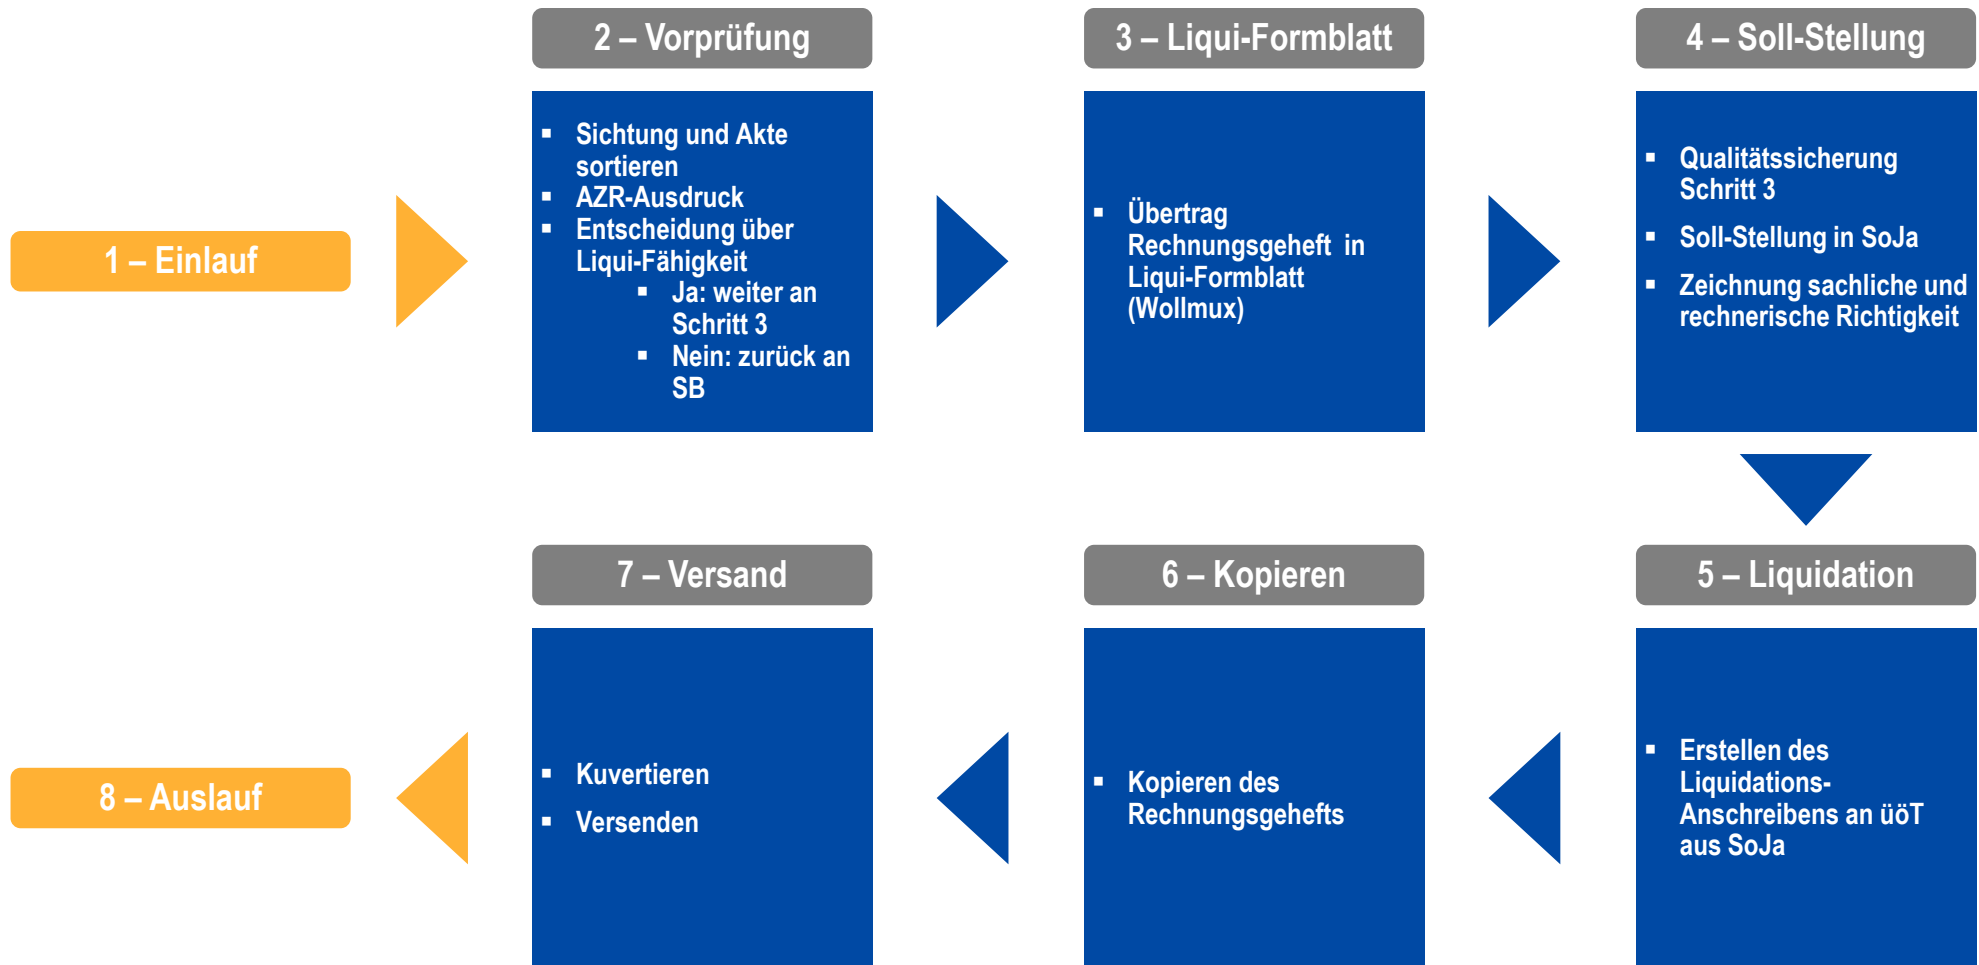 1 – Einlauf
2 – Vorprüfung
▪ Sichtung und Akte
sortieren
▪ AZR-Ausdruck
▪ Entscheidung über
Liqui-Fähigkeit
▪ Ja: weiter an
Schritt 3
▪ Nein: zurück an
SB
3 – Liqui-Formblatt
▪ Übertrag
Rechnungsgeheft in
Liqui-Formblatt
(Wollmux)
4 – Soll-Stellung
▪ Qualitätssicherung
Schritt 3
▪ Soll-Stellung in SoJa
▪ Zeichnung sachliche und
rechnerische Richtigkeit
5 – Liquidation
▪ Erstellen des
Liquidations-
Anschreibens an üöT
aus SoJa
6 – Kopieren
▪ Kopieren des
Rechnungsgehefts
7 – Versand
▪ Kuvertieren
▪ Versenden
8 – Auslauf